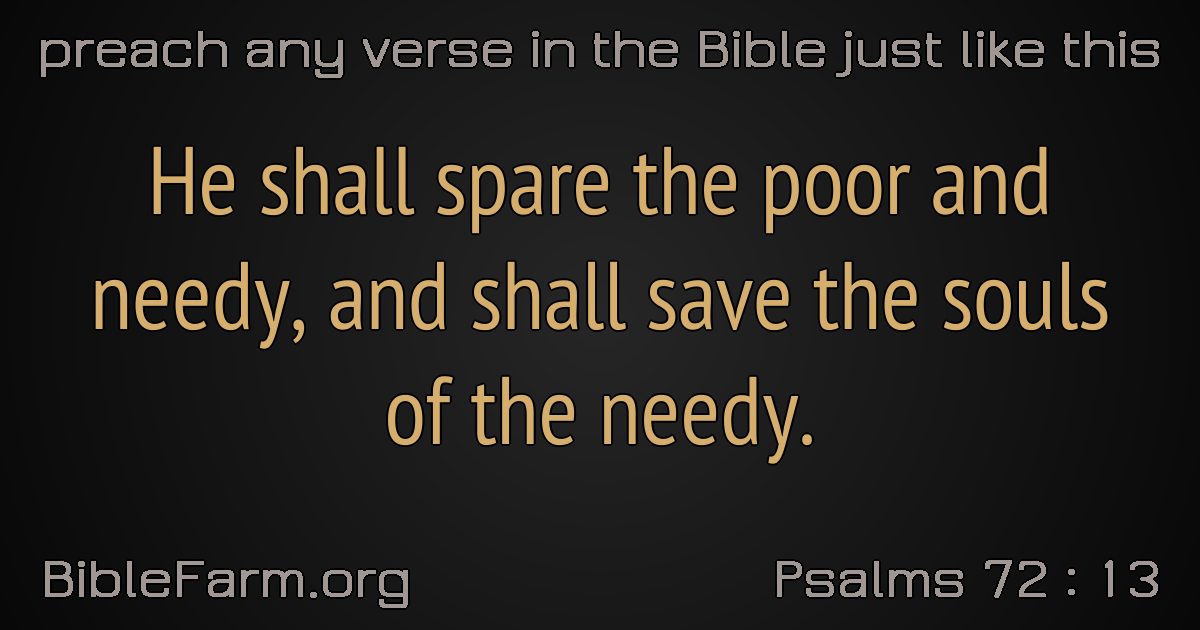 preach any verse in the Bible just like this
He shall spare the poor and
needy, and shall save the souls
of the needy.
BibleFarm.org
Psalms 72 : 13